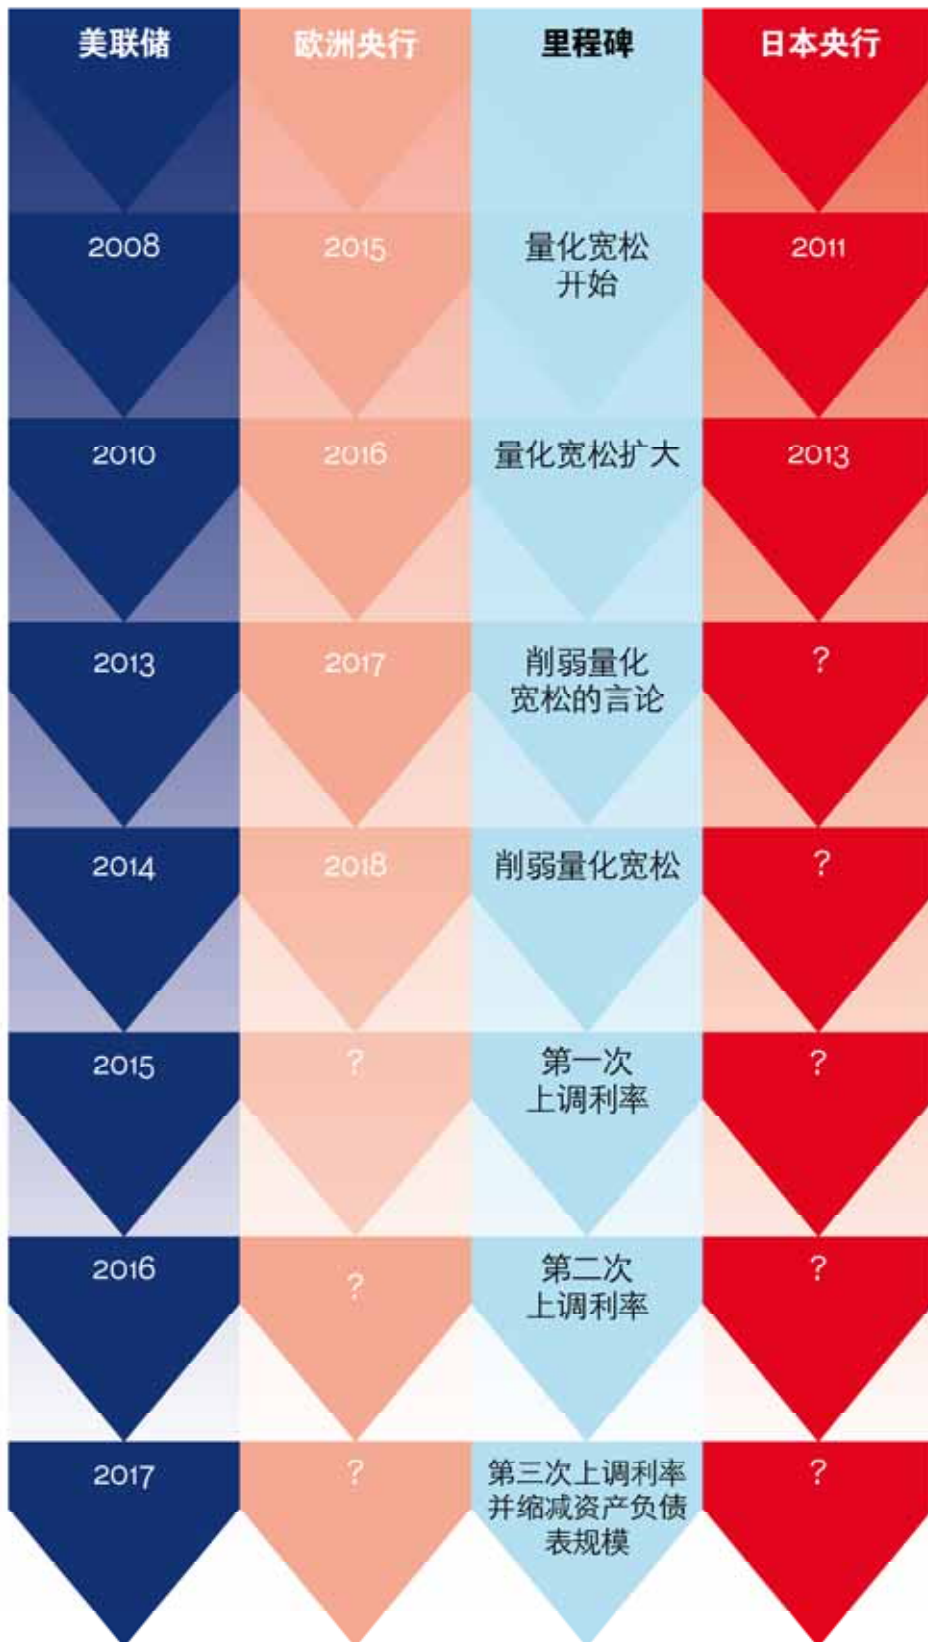 美联储 欧洲央行 里程碑 日本央行
2008 2015 量化宽松 2011
开始
2010 2016 量化宽松扩大 2013
2013 2017 削弱量化 ?
宽松的言论
2014 2018 削弱量化宽松 ?
2015 ? 第一次 ?
上调利率
2016 ? 第二次 ?
上调利率
2017 ? 第三次上调利率 ?
并缩减资产负债
表规模